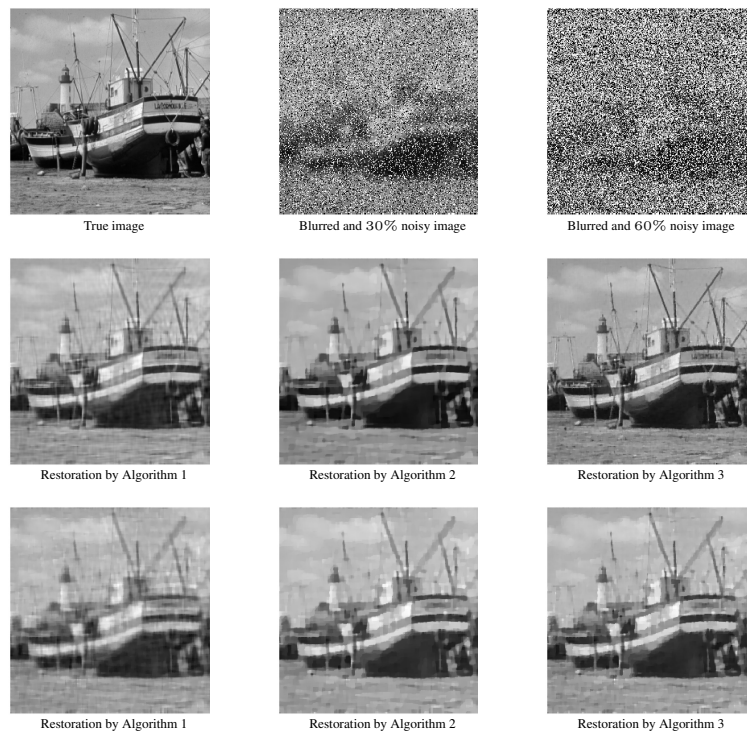 True image
Blurred and 30% noisy image
Blurred and 60% noisy image
Restoration by Algorithm 1
Restoration by Algorithm 2
Restoration by Algorithm 3
Restoration by Algorithm 1
Restoration by Algorithm 2
Restoration by Algorithm 3